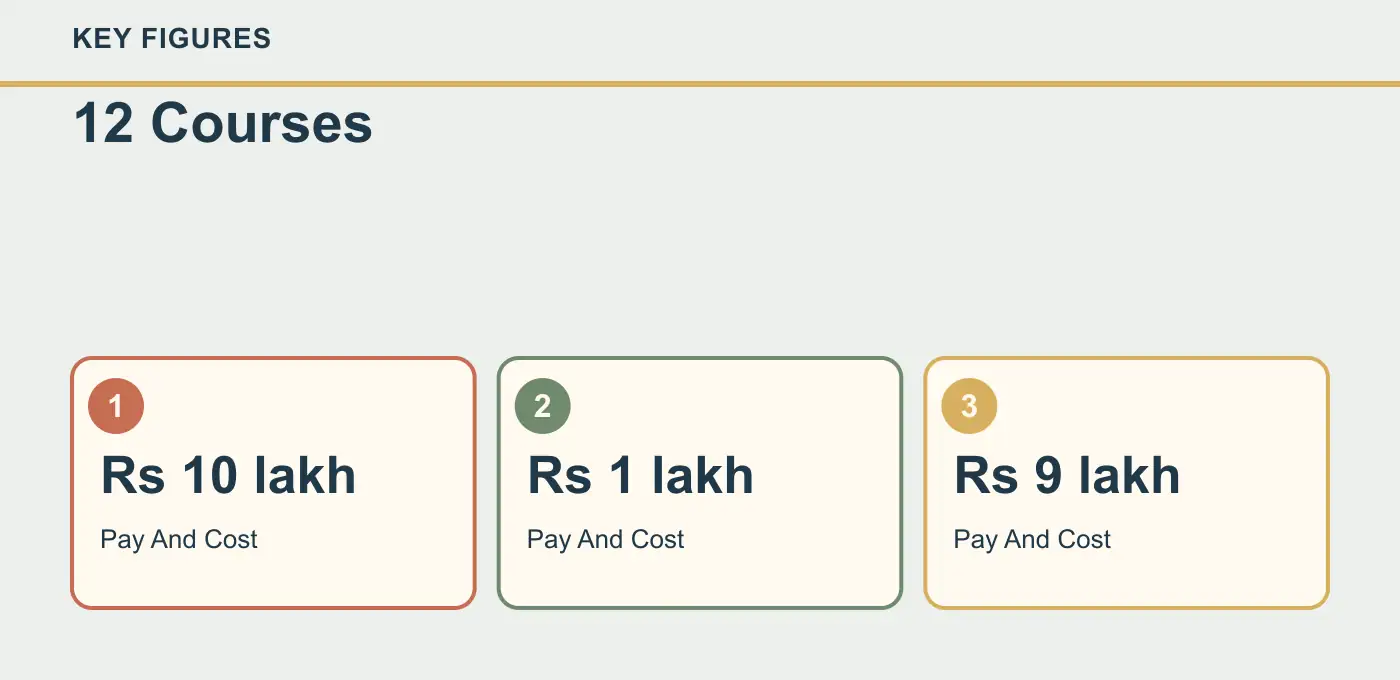 KEY FIGURES
12 Courses
1
Rs 10 lakh
Pay And Cost
2
Rs 1 lakh
Pay And Cost
3
Rs 9 lakh
Pay And Cost